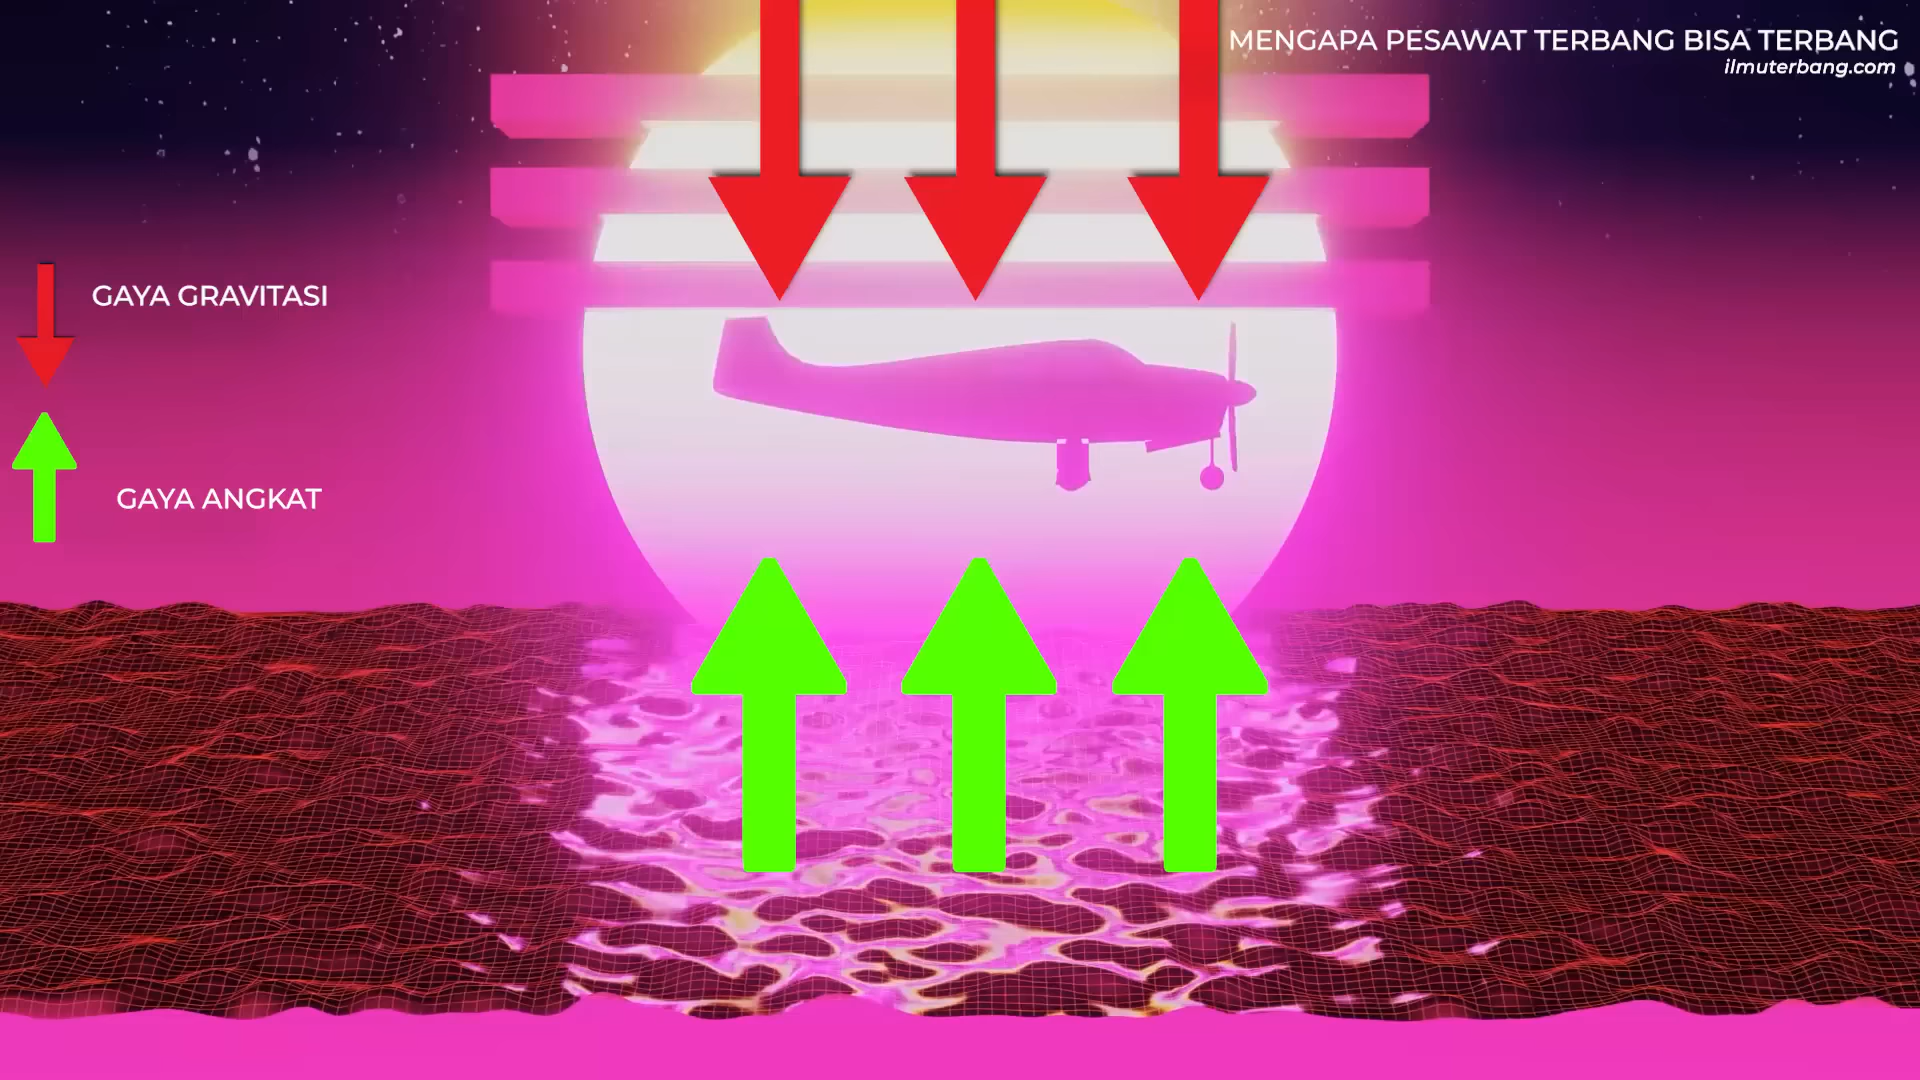 MENGAPA PESAWAT TERBANG BISA TERBANG
ilmuterbang.com
GAYA GRAVITASI
GAYA ANGKAT